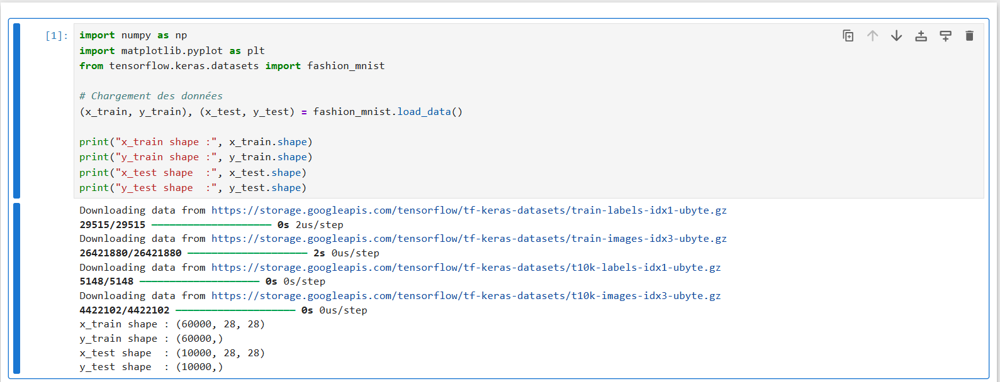 [1]:
import numpy as np
import matplotlib.pyplot as plt
from tensorflow.keras.datasets import fashion_mnist
# Chargement des données
(x_train, y_train), (x_test, y_test) = fashion_mnist.load_data()
print("x_train shape :", x_train.shape)
print("y_train shape :", y_train.shape)
print("x_test shape  :", x_test.shape)
print("y_test shape  :", y_test.shape)
Downloading data from https://storage.googleapis.com/tensorflow/tf-keras-datasets/train-labels-idx1-ubyte.gz
29515/29515 ━━━━━━━━━━━━━━━━━━━━ 0s 2us/step
Downloading data from https://storage.googleapis.com/tensorflow/tf-keras-datasets/train-images-idx3-ubyte.gz
26421880/26421880 ━━━━━━━━━━━━━━━━━━━━ 2s 0us/step
Downloading data from https://storage.googleapis.com/tensorflow/tf-keras-datasets/t10k-labels-idx1-ubyte.gz
5148/5148 ━━━━━━━━━━━━━━━━━━━━ 0s 0s/step
Downloading data from https://storage.googleapis.com/tensorflow/tf-keras-datasets/t10k-images-idx3-ubyte.gz
4422102/4422102 ━━━━━━━━━━━━━━━━━━━━ 0s 0us/step
x_train shape : (60000, 28, 28)
y_train shape : (60000,)
x_test shape  : (10000, 28, 28)
y_test shape  : (10000,)